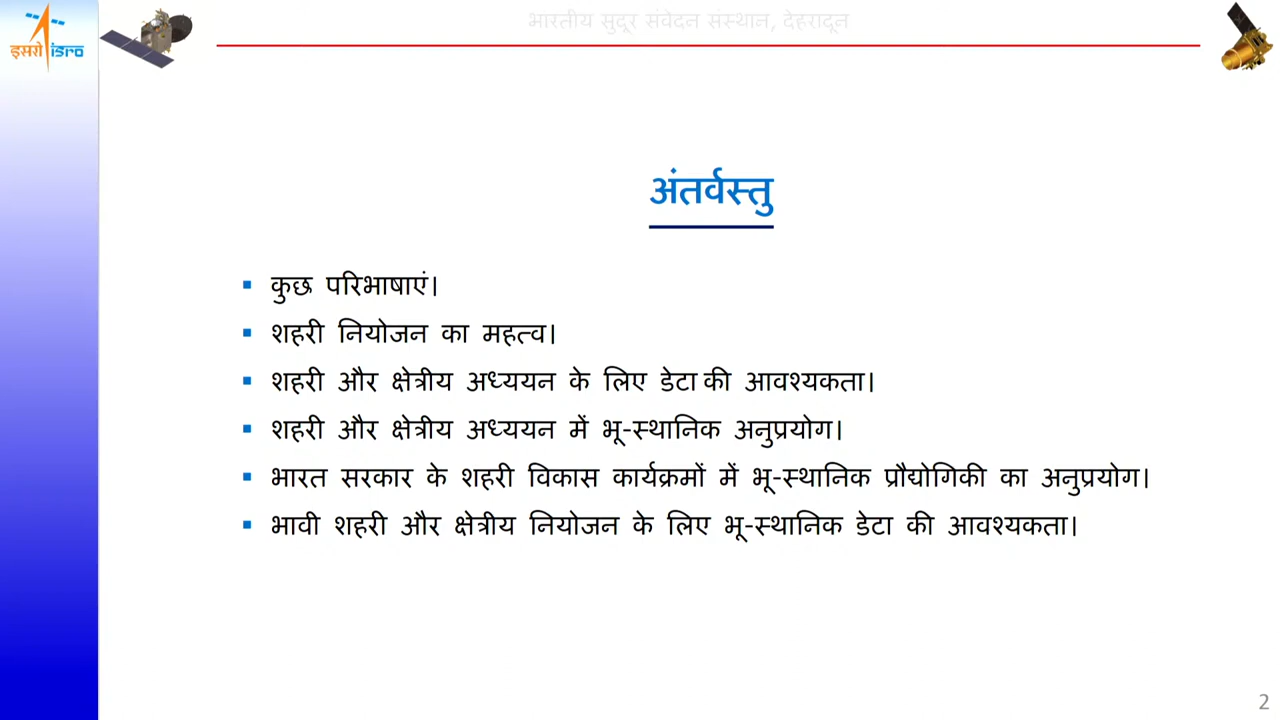 भारतीय सुदूर संवेदन संस्थान, देहरादून
इसरो isro
अंतर्वस्तु
कुछ परिभाषाएं।
शहरी नियोजन का महत्व।
शहरी और क्षेत्रीय अध्ययन के लिए डेटा की आवश्यकता।
शहरी और क्षेत्रीय अध्ययन में भू-स्थानिक अनुप्रयोग।
भारत सरकार के शहरी विकास कार्यक्रमों में भू-स्थानिक प्रौद्योगिकी का अनुप्रयोग।
भावी शहरी और क्षेत्रीय नियोजन के लिए भू-स्थानिक डेटा की आवश्यकता।
2